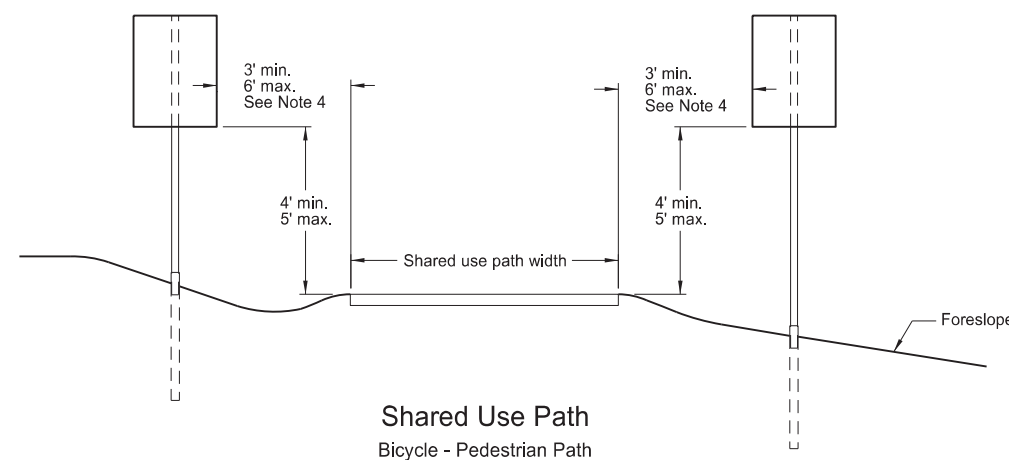 3' min.
6' max.
See Note 4
3' min.
6' max.
See Note 4
4' min.
5' max.
4' min.
5' max.
Shared use path width
Foreslope
Shared Use Path
Bicycle - Pedestrian Path